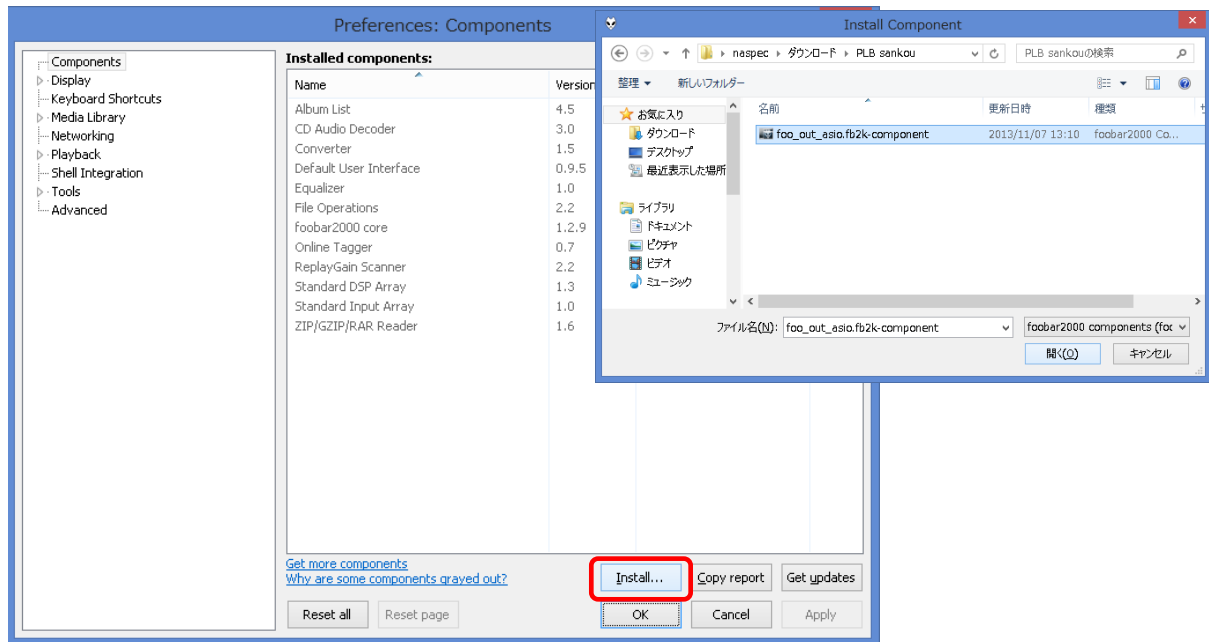 Preferences: Components
Components
Display
Keyboard Shortcuts
Media Library
Networking
Playback
Shell Integration
Tools
Advanced
Installed components:
Name Version
Album List 4.5
CD Audio Decoder 3.0
Converter 1.5
Default User Interface 0.9.5
Equalizer 1.0
File Operations 2.2
foobar2000 core 1.2.9
Online Tagger 0.7
ReplayGain Scanner 2.2
Standard DSP Array 1.3
Standard Input Array 1.0
ZIP/GZIP/RAR Reader 1.6
Get more components
Why are some components grayed out?
Install... Copy report Get updates
Reset all Reset page OK Cancel Apply
Install Component
naspec ダウンロード PLB sankou PLB sankouの検索
整理 新しいフォルダー
お気に入り
ダウンロード
デスクトップ
最近表示した場所
ライブラリ
ドキュメント
ピクチャ
ビデオ
ミュージック
名前 更新日時 種類 サ
foo_out_asio.fb2k-component 2013/11/07 13:10 foobar2000 Co...
ファイル名(N): foo_out_asio.fb2k-component foobar2000 components (foc
開く(O) キャンセル